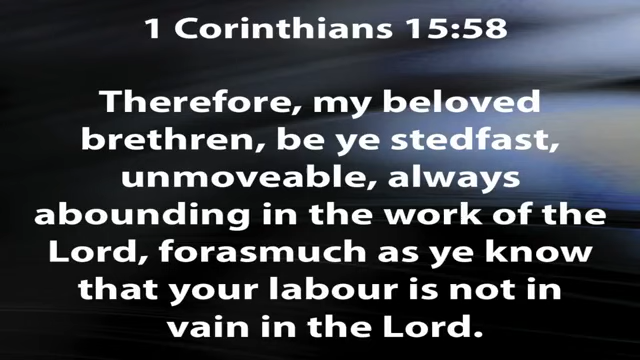 1 Corinthians 15:58
Therefore, my beloved
brethren, be ye stedfast,
unmoveable, always
abounding in the work of the
Lord, forasmuch as ye know
that your labour is not in
vain in the Lord.